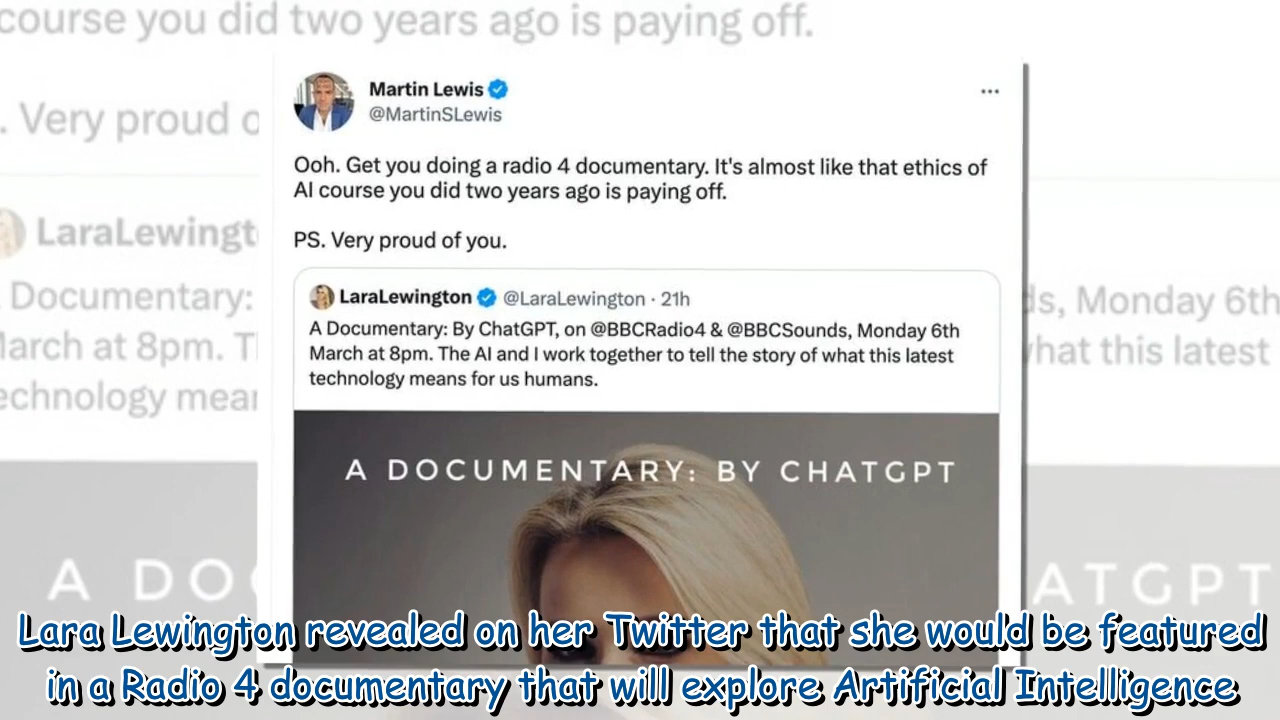 course you did two years ago is paying off.
Martin Lewis
@MartinSLewis
. Very proud o
Ooh. Get you doing a radio 4 documentary. It's almost like that ethics of
AI course you did two years ago is paying off.
PS. Very proud of you.
LaraLewingt
LaraLewington @LaraLewington · 21h
Documentary:
ds, Monday 6th
A Documentary: By ChatGPT, on @BBCRadio4 & @BBCSounds, Monday 6th
March at 8pm. The AI and I work together to tell the story of what this latest
technology means for us humans.
arch at 8pm. T
what this latest
echnology mea
A DOCUMENTARY: BY CHATGPT
A DO
ATGPT
Lara Lewington revealed on her Twitter that she would be featured
in a Radio 4 documentary that will explore Artificial Intelligence